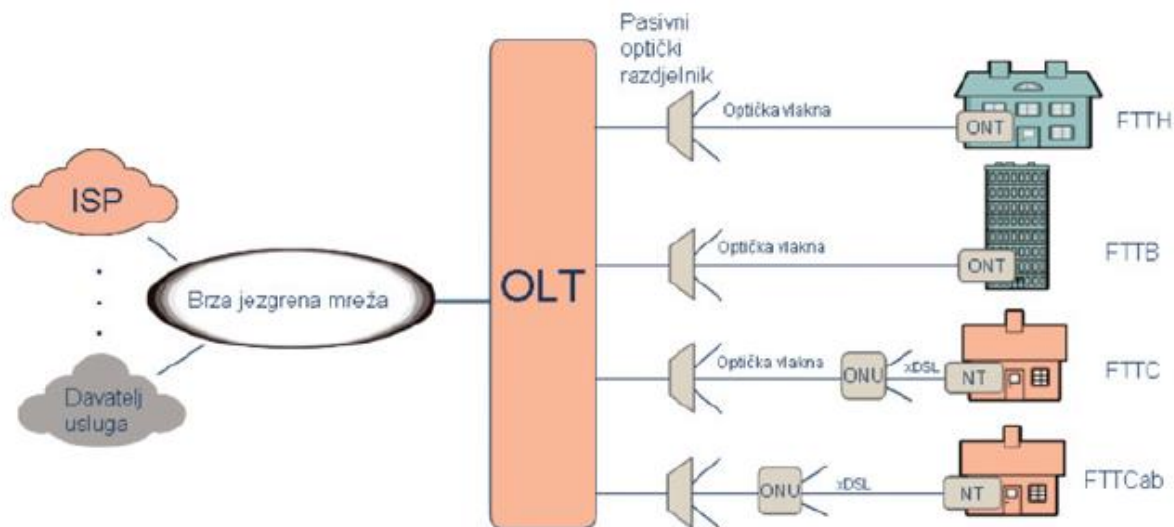 Pasivni
optički
razdjelnik
Optička vlakna
ONT
FTTH
ISP
Optička vlakna
ONT
FTTB
Brza jezgrena mreža
OLT
Davatelj
usluga
Optička vlakna
ONU
xDSL
NT
FTTC
ONU
xDSL
NT
FTTCab